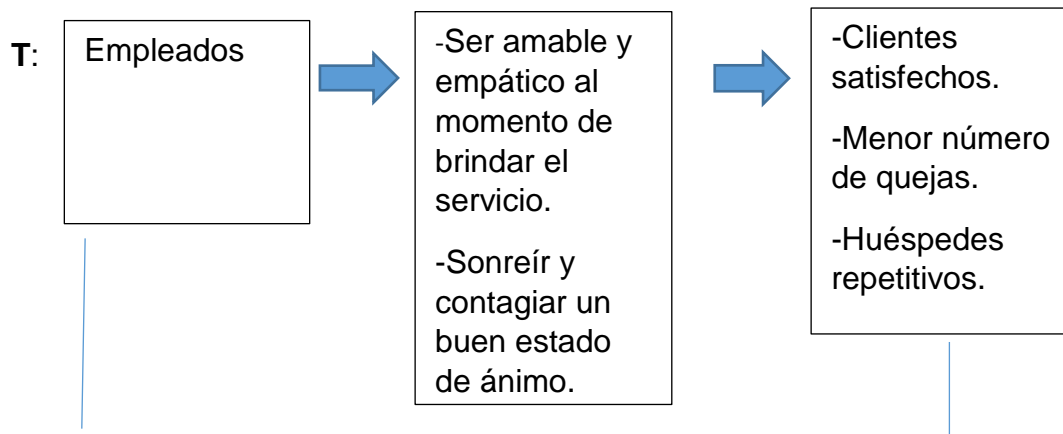 T:
Empleados
-Ser amable y
empático al
momento de
brindar el
servicio.
-Sonreír y
contagiar un
buen estado
de ánimo.
-Clientes
satisfechos.
-Menor número
de quejas.
-Huéspedes
repetitivos.